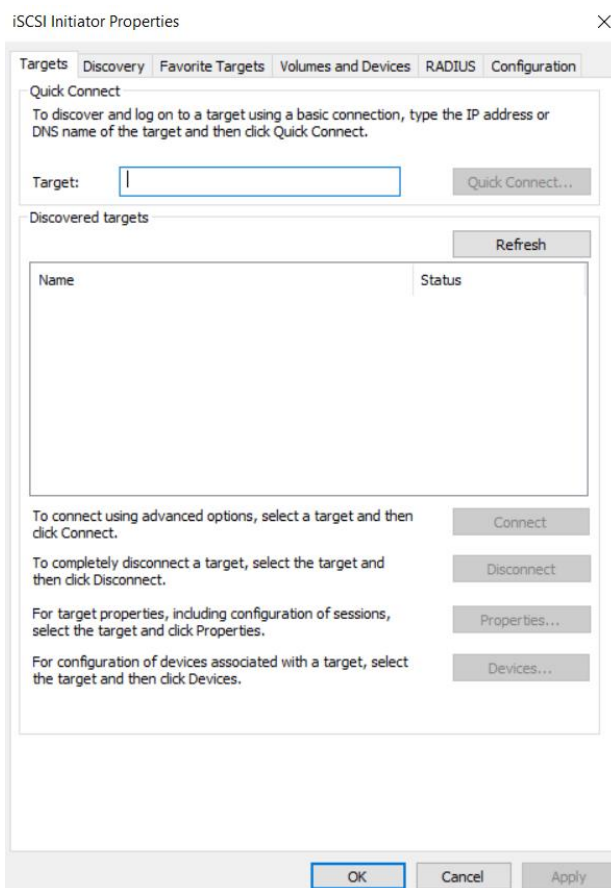 iSCSI Initiator Properties
Targets Discovery Favorite Targets Volumes and Devices RADIUS Configuration
Quick Connect
To discover and log on to a target using a basic connection, type the IP address or
DNS name of the target and then click Quick Connect.
Target:
Quick Connect...
Discovered targets
Refresh
Name Status
To connect using advanced options, select a target and then
click Connect.
Connect
To completely disconnect a target, select the target and
then click Disconnect.
Disconnect
For target properties, including configuration of sessions,
select the target and click Properties.
Properties...
For configuration of devices associated with a target, select
the target and then click Devices.
Devices...
OK Cancel Apply